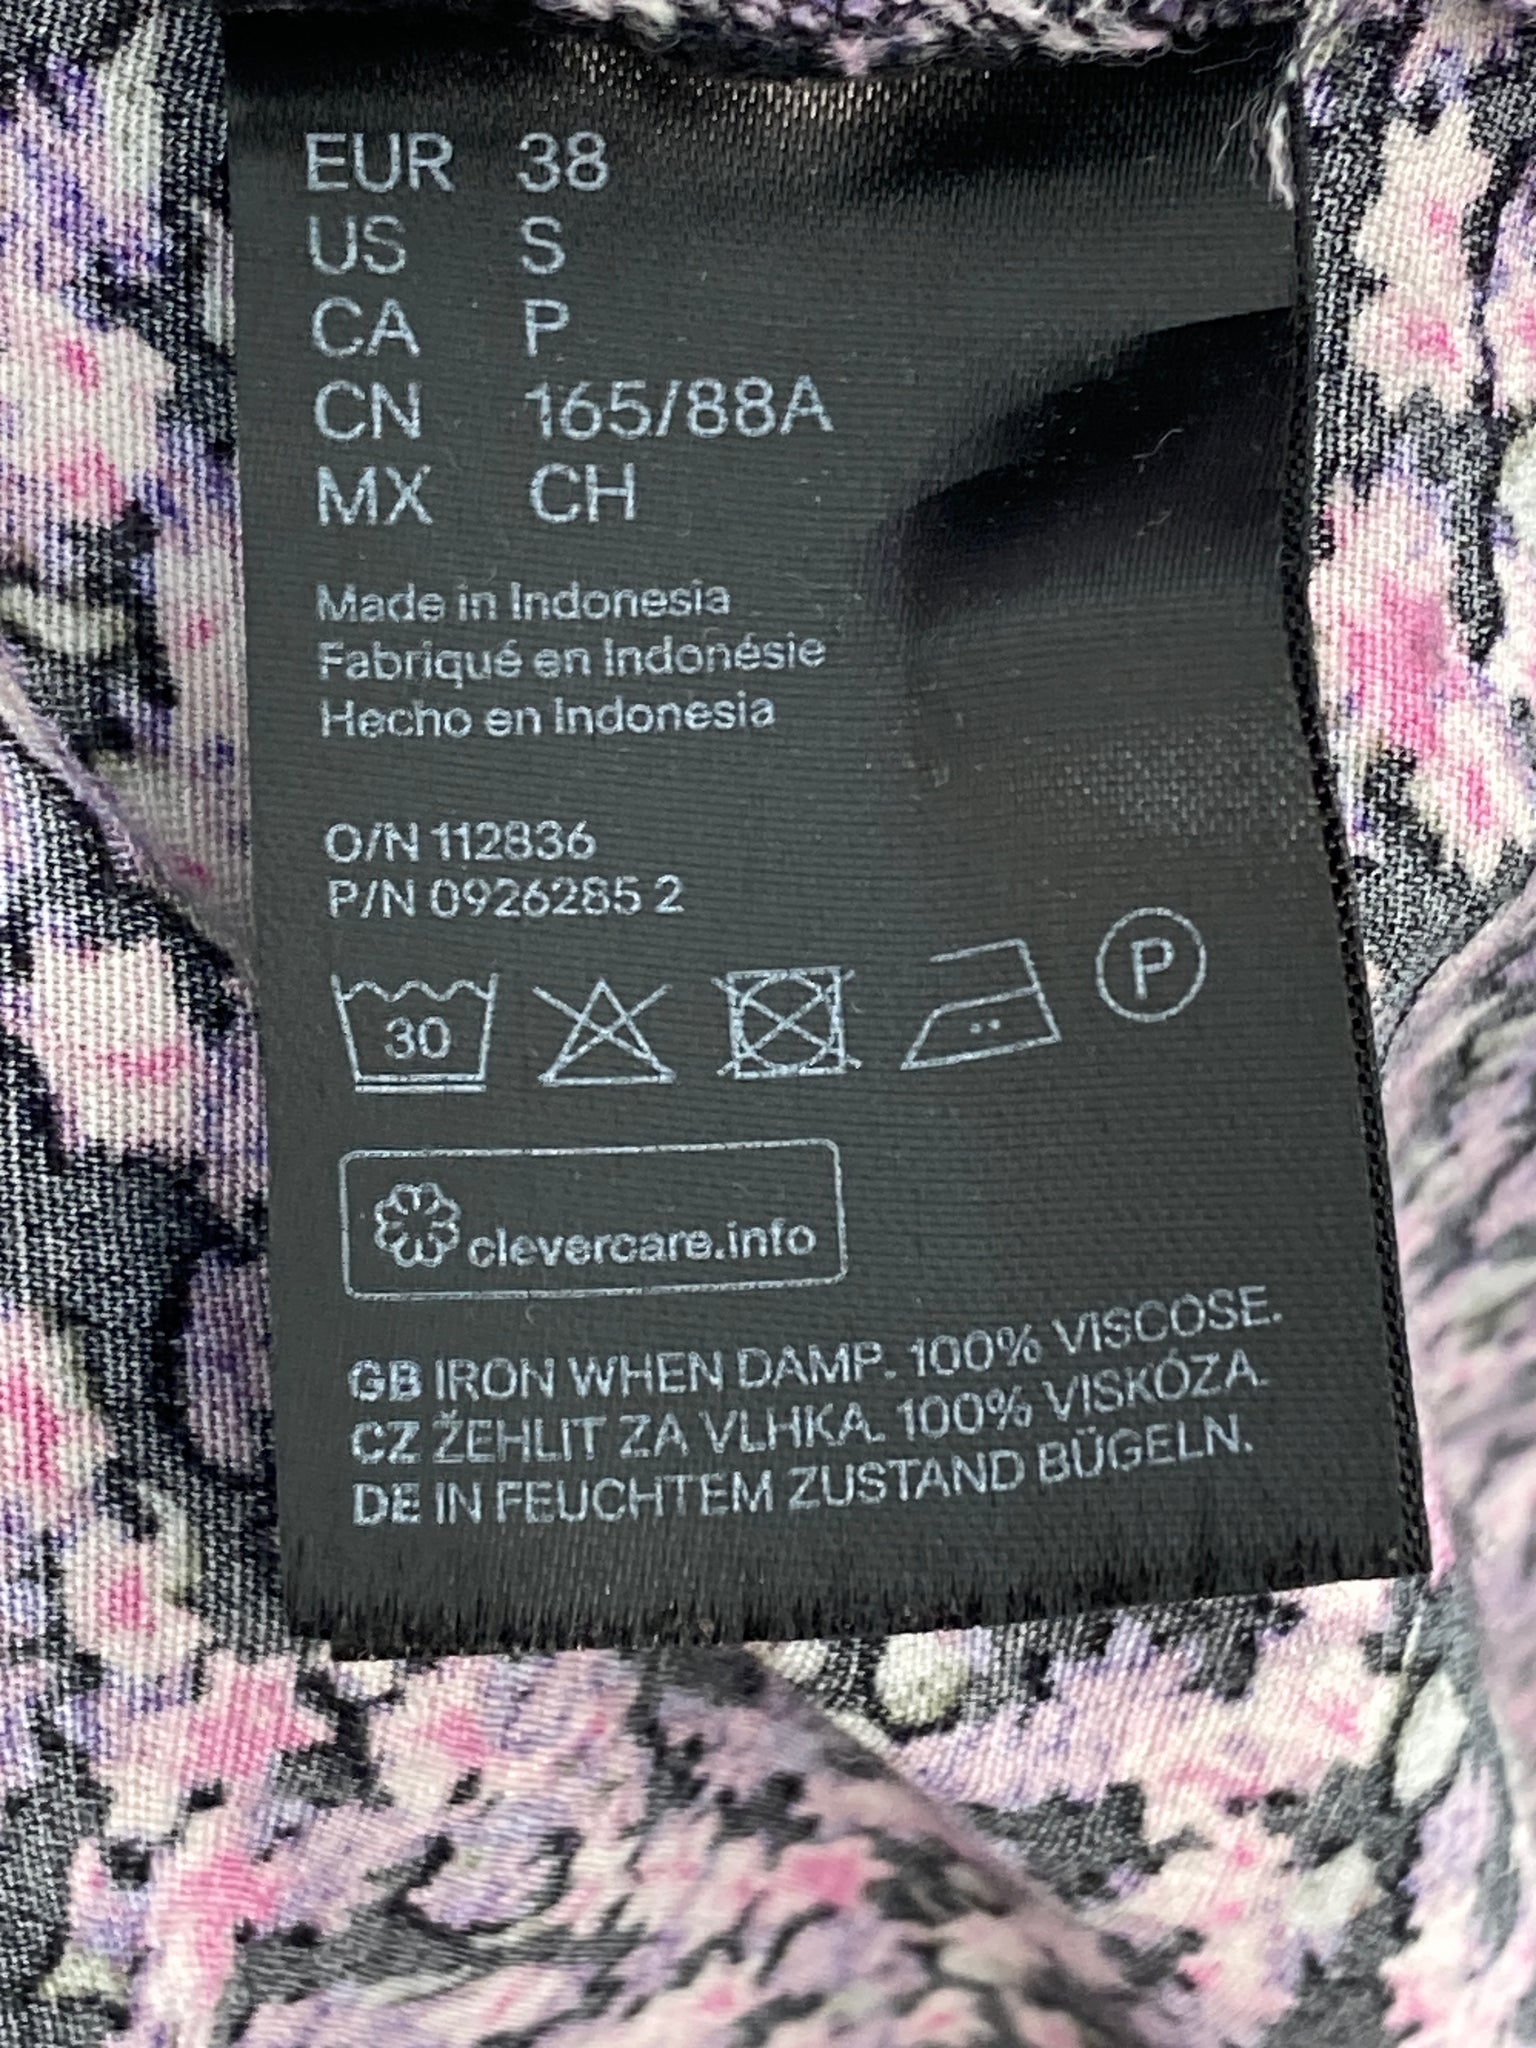 EUR 38
US S
CA P
CN 165/88A
MX CH
Made in Indonesia
Fabriqué en Indonésie
Hecho en Indonesia
O/N 112836
P/N 0926285 2
30 P
clevercare.info
GB IRON WHEN DAMP. 100% VISCOSE.
CZ ŽEHLIT ZA VLHKA. 100% VISKÓZA.
DE IN FEUCHTEM ZUSTAND BÜGELN.